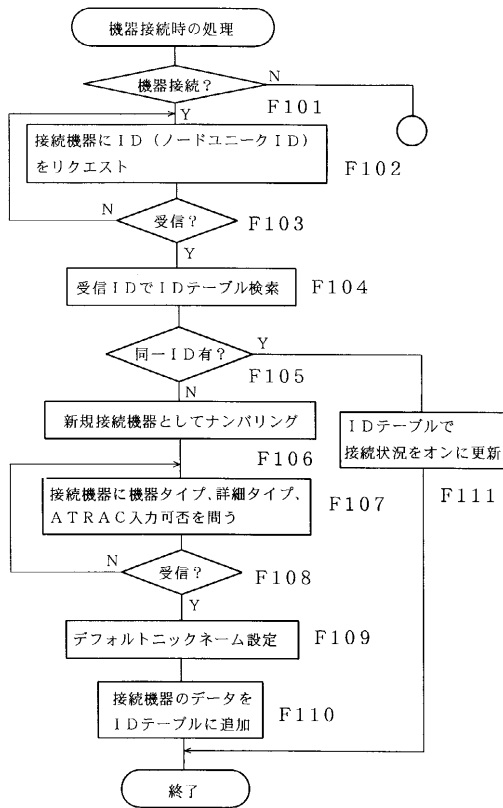 機器接続時の処理
機器接続？
N
F101
Y
接続機器にＩＤ（ノードユニークＩＤ）
をリクエスト
F102
N
受信？
F103
Y
受信ＩＤでＩＤテーブル検索
F104
同一ＩＤ有？
Y
F105
N
新規接続機器としてナンバリング
F106
ＩＤテーブルで
接続状況をオンに更新
F111
接続機器に機器タイプ、詳細タイプ、
ＡＴＲＡＣ入力可否を問う
F107
N
受信？
F108
Y
デフォルトニックネーム設定
F109
接続機器のデータを
ＩＤテーブルに追加
F110
終了